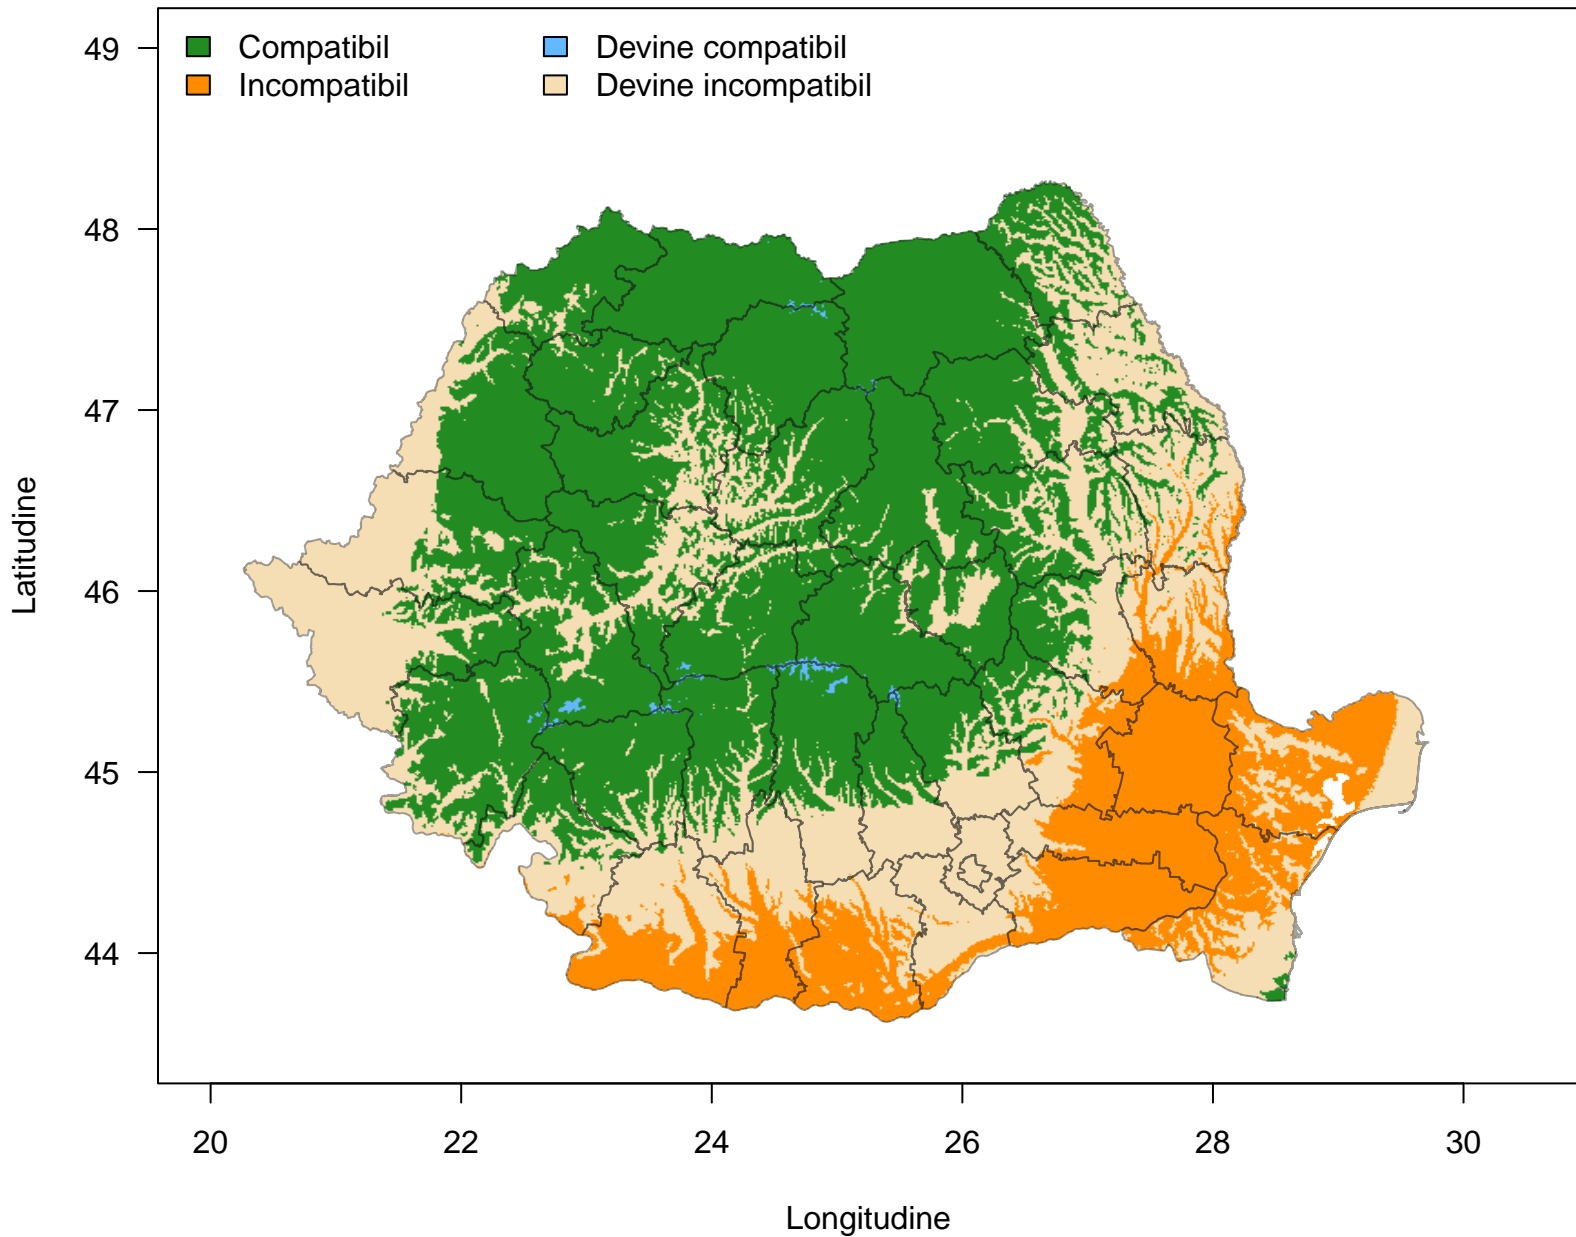 Compatibil
Incompatibil
Devine compatibil
Devine incompatibil
49
48
47
46
45
44
Latitudine
20 22 24 26 28 30
Longitudine